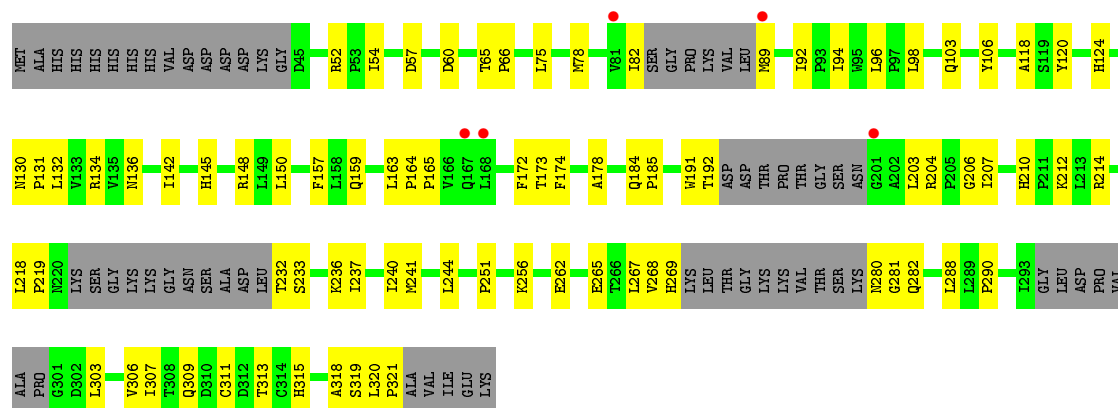 MET ALA HIS HIS HIS HIS HIS HIS VAL ASP ASP ASP ASP LYS GLY D45 R52 P53 I54 D57 D60 T65 P66 L75 M78 V81 I82 SER GLY PRO LYS VAL LEU M89 I92 P93 I94 W95 L96 P97 L98 Q103 Y106 A118 S119 Y120 H124
N130 P131 L132 V133 R134 V135 N136 I142 H145 R148 L149 L150 F157 L158 Q159 L163 P164 P165 V166 Q167 L168 F172 T173 F174 A178 Q184 P185 W191 T192 ASP ASP THR PRO THR GLY SER ASN G201 A202 L203 R204 P205 G206 I207 H210 P211 K212 L213 R214
L218 P219 N220 LYS SER GLY LYS LYS GLY ASN SER ALA ASP LEU T232 S233 K236 I237 I240 M241 L244 P251 K256 E262 E265 T266 L267 V268 H269 LYS LEU THR GLY LYS LYS VAL THR SER LYS N280 G281 Q282 L288 L289 P290 I293 GLY LEU ASP PRO VAL
ALA PRO G301 D302 L303 V306 I307 T308 Q309 D310 C311 D312 T313 C314 H315 A318 S319 L320 P321 ALA VAL ILE GLU LYS